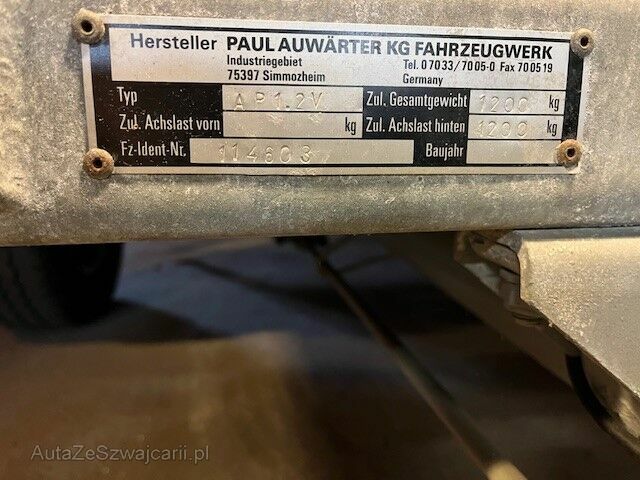 Hersteller PAUL AUWÄRTER KG FAHRZEUGWERK
Industriegebiet Tel. 07033/7005-0 Fax 700519
75397 Simmozheim Germany
Typ AP1.2V Zul. Gesamtgewicht 1200 kg
Zul. Achslast vorn kg Zul. Achslast hinten 1200 kg
Fz-Ident-Nr. 114603 Baujahr
AutaZeSzwajcarii.pl